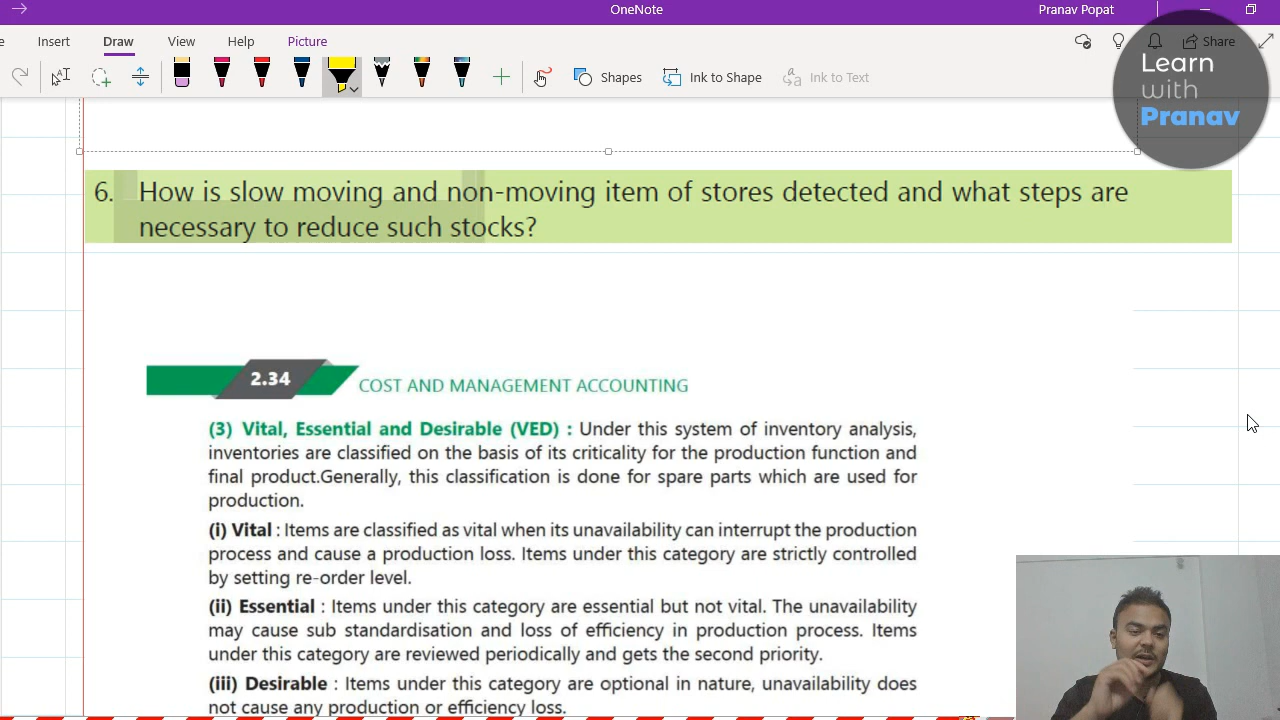 OneNote
Pranav Popat
Insert Draw View Help Picture
Share
Shapes Ink to Shape Ink to Text
Learn
with
Pranav
6. How is slow moving and non-moving item of stores detected and what steps are
necessary to reduce such stocks?
2.34 COST AND MANAGEMENT ACCOUNTING
(3) Vital, Essential and Desirable (VED) : Under this system of inventory analysis,
inventories are classified on the basis of its criticality for the production function and
final product.Generally, this classification is done for spare parts which are used for
production.
(i) Vital : Items are classified as vital when its unavailability can interrupt the production
process and cause a production loss. Items under this category are strictly controlled
by setting re-order level.
(ii) Essential : Items under this category are essential but not vital. The unavailability
may cause sub standardisation and loss of efficiency in production process. Items
under this category are reviewed periodically and gets the second priority.
(iii) Desirable : Items under this category are optional in nature, unavailability does
not cause any production or efficiency loss.